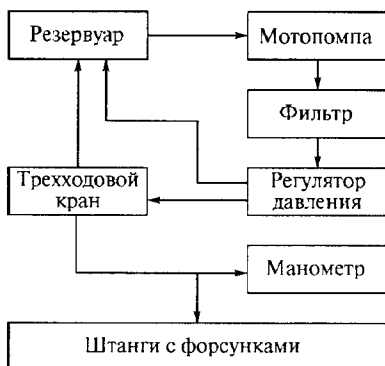 Резервуар
Мотопомпа
Фильтр
Трехходовой
кран
Регулятор
давления
Манометр
Штанги с форсунками